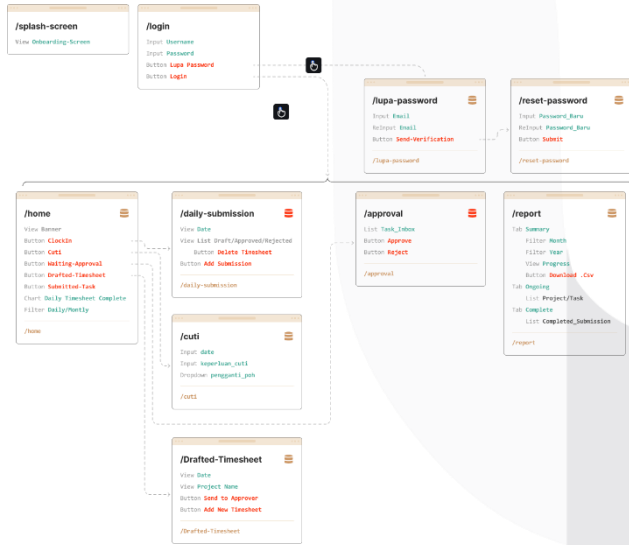 /splash-screen
View Onboarding-Screen
/login
Input Username
Input Password
Button Lupa Password
Button Login
/lupa-password
Input Email
ReInput Email
Button Send-Verification
/lupa-password
/reset-password
Input Password_Baru
ReInput Password_Baru
Button Submit
/reset-password
/home
View Banner
Button ClockIn
Button Cuti
Button Waiting-Approval
Button Drafted-Timesheet
Button Submitted-Task
Chart Daily Timesheet Complete
Filter Daily/Montly
/home
/daily-submission
View Date
View List Draft/Approved/Rejected
Button Delete Timesheet
Button Add Submission
/daily-submission
/cuti
Input date
Input keperluan_cuti
Dropdown pengganti_poh
/cuti
/Drafted-Timesheet
View Date
View Project Name
Button Send to Approver
Button Add New Timesheet
/Drafted-Timesheet
/approval
List Task_Inbox
Button Approve
Button Reject
/approval
/report
Tab Summary
Filter Month
Filter Year
View Progress
Button Download .Csv
Tab Ongoing
List Project/Task
Tab Complete
List Completed_Submission
/report